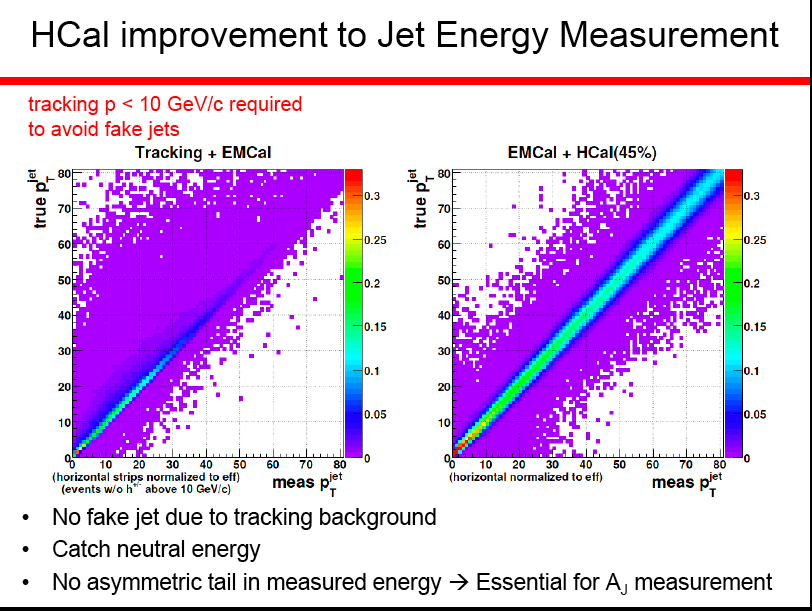 HCal improvement to Jet Energy Measurement
tracking p < 10 GeV/c required
to avoid fake jets
Tracking + EMCal
true p_T^jet
80
70
60
50
40
30
20
10
0
0 10 20 30 40 50 60 70 80
0.3
0.25
0.2
0.15
0.1
0.05
0
(horizontal strips normalized to eff)
(events w/o h^+/- above 10 GeV/c)
meas p_T^jet
EMCal + HCal(45%)
true p_T^jet
80
70
60
50
40
30
20
10
0
0 10 20 30 40 50 60 70 80
0.3
0.25
0.2
0.15
0.1
0.05
0
(horizontal normalized to eff)
meas p_T^jet
• No fake jet due to tracking background
• Catch neutral energy
• No asymmetric tail in measured energy → Essential for A_J measurement